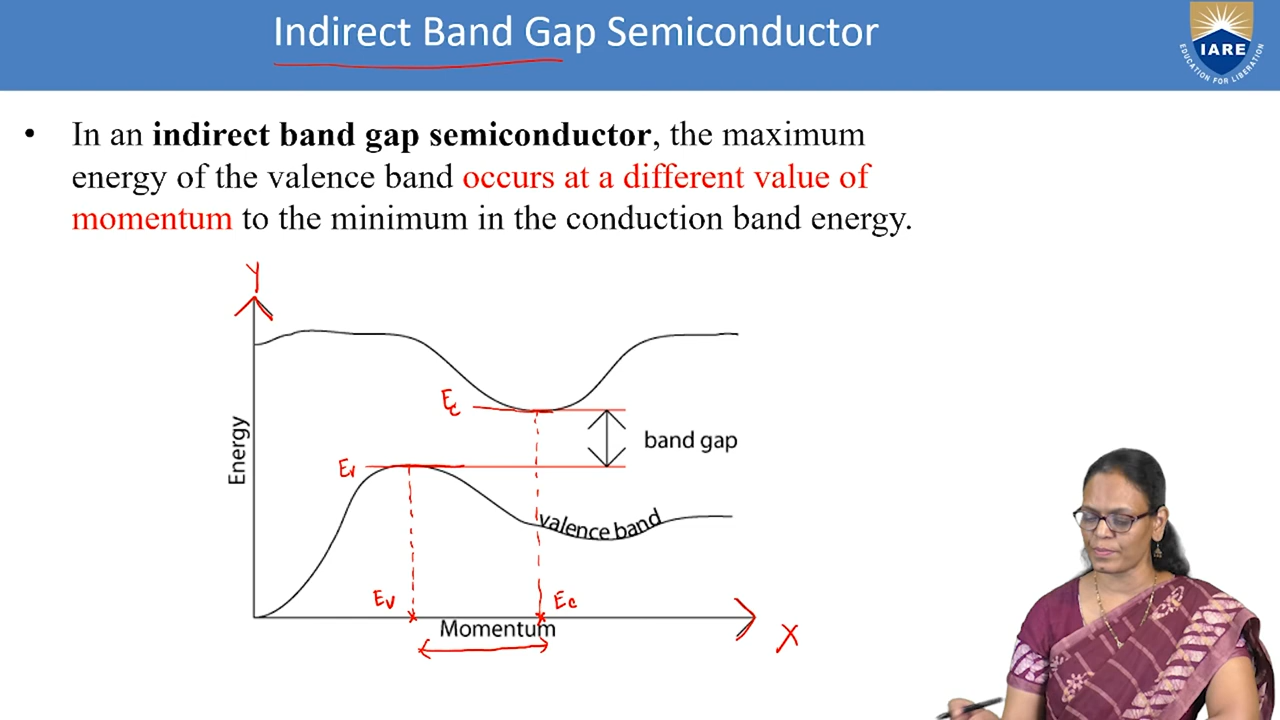 Indirect Band Gap Semiconductor
IARE
EDUCATION FOR LIBERATION
• In an indirect band gap semiconductor, the maximum
energy of the valence band occurs at a different value of
momentum to the minimum in the conduction band energy.
Y
Ec
band gap
Energy
Ev
valence band
Ev
Ec
Momentum
X